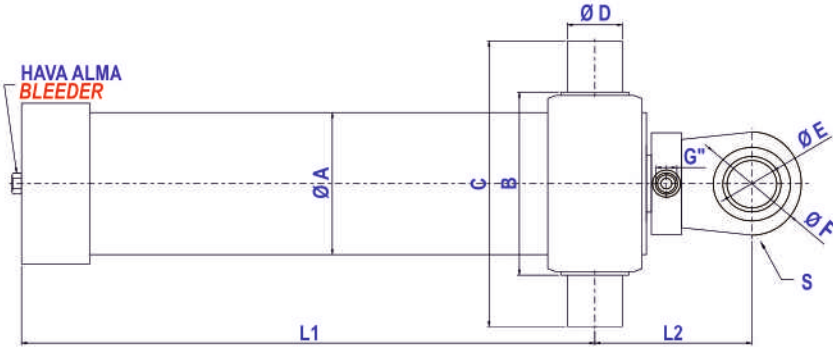 Ø D
HAVA ALMA
BLEEDER
G"
Ø E
Ø A
C
B
Ø F
S
L1
L2